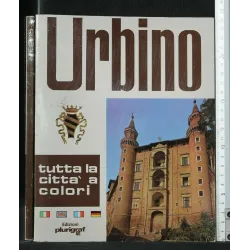 Urbino
tutta la
citta' a
colori
Edizioni
plurigraf